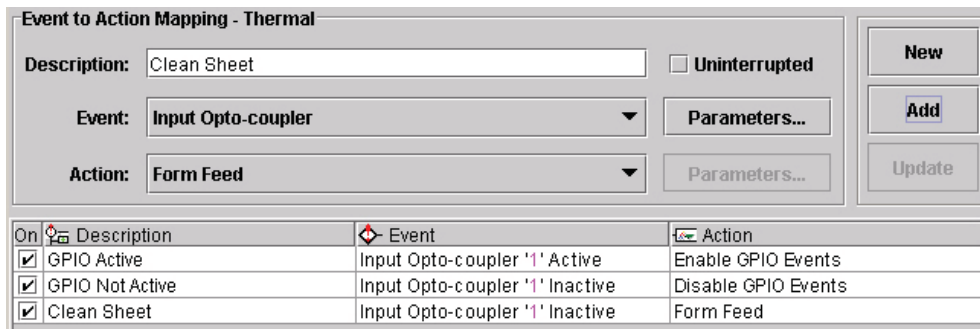 Event to Action Mapping - Thermal
Description: Clean Sheet Uninterrupted New
Event: Input Opto-coupler Parameters... Add
Action: Form Feed Parameters... Update
On Description Event Action
GPIO Active Input Opto-coupler '1' Active Enable GPIO Events
GPIO Not Active Input Opto-coupler '1' Inactive Disable GPIO Events
Clean Sheet Input Opto-coupler '1' Inactive Form Feed